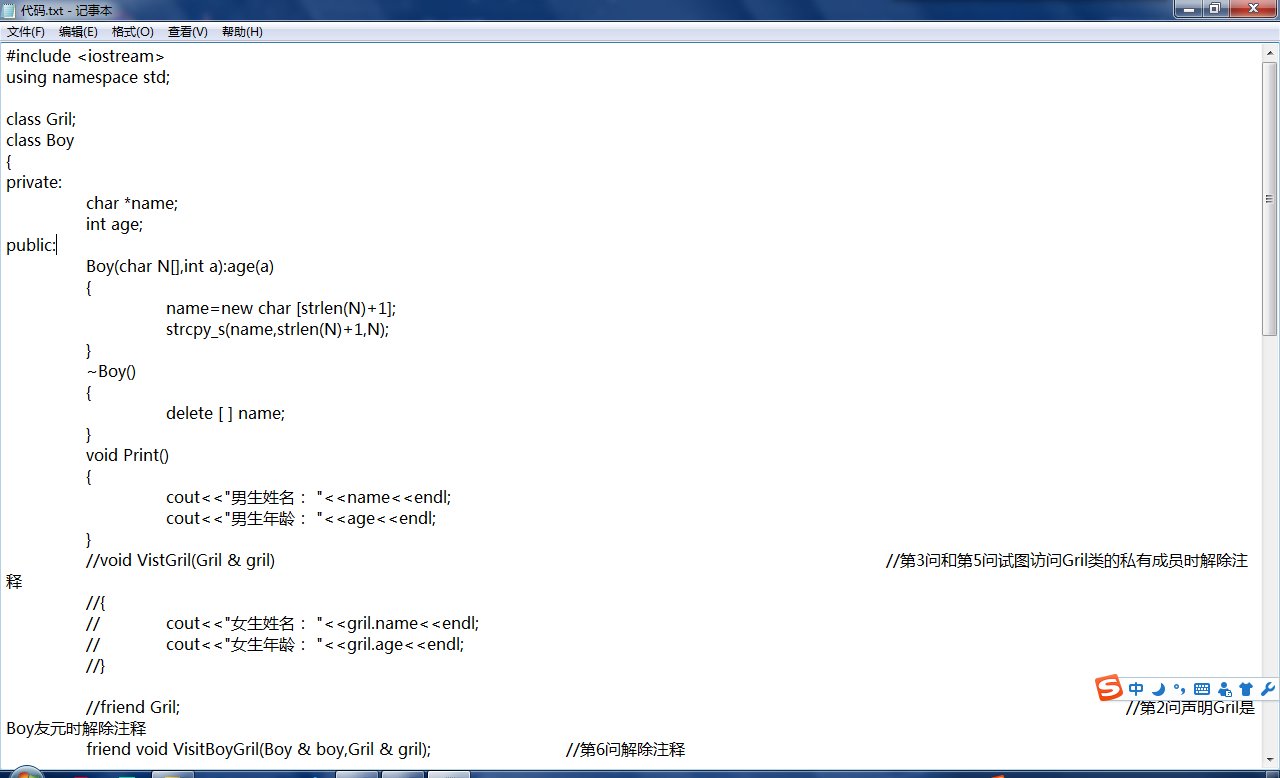 代码.txt - 记事本
文件(F) 编辑(E) 格式(O) 查看(V) 帮助(H)
#include <iostream>
using namespace std;
class Gril;
class Boy
{
private:
char *name;
int age;
public:
Boy(char N[],int a):age(a)
{
name=new char [strlen(N)+1];
strcpy_s(name,strlen(N)+1,N);
}
~Boy()
{
delete [ ] name;
}
void Print()
{
cout<<"男生姓名： "<<name<<endl;
cout<<"男生年龄： "<<age<<endl;
}
//void VistGril(Gril & gril) //第3问和第5问试图访问Gril类的私有成员时解除注
释
//{
// cout<<"女生姓名： "<<gril.name<<endl;
// cout<<"女生年龄： "<<gril.age<<endl;
//}
中
//friend Gril; //第2问声明Gril是
Boy友元时解除注释
friend void VisitBoyGril(Boy & boy,Gril & gril); //第6问解除注释